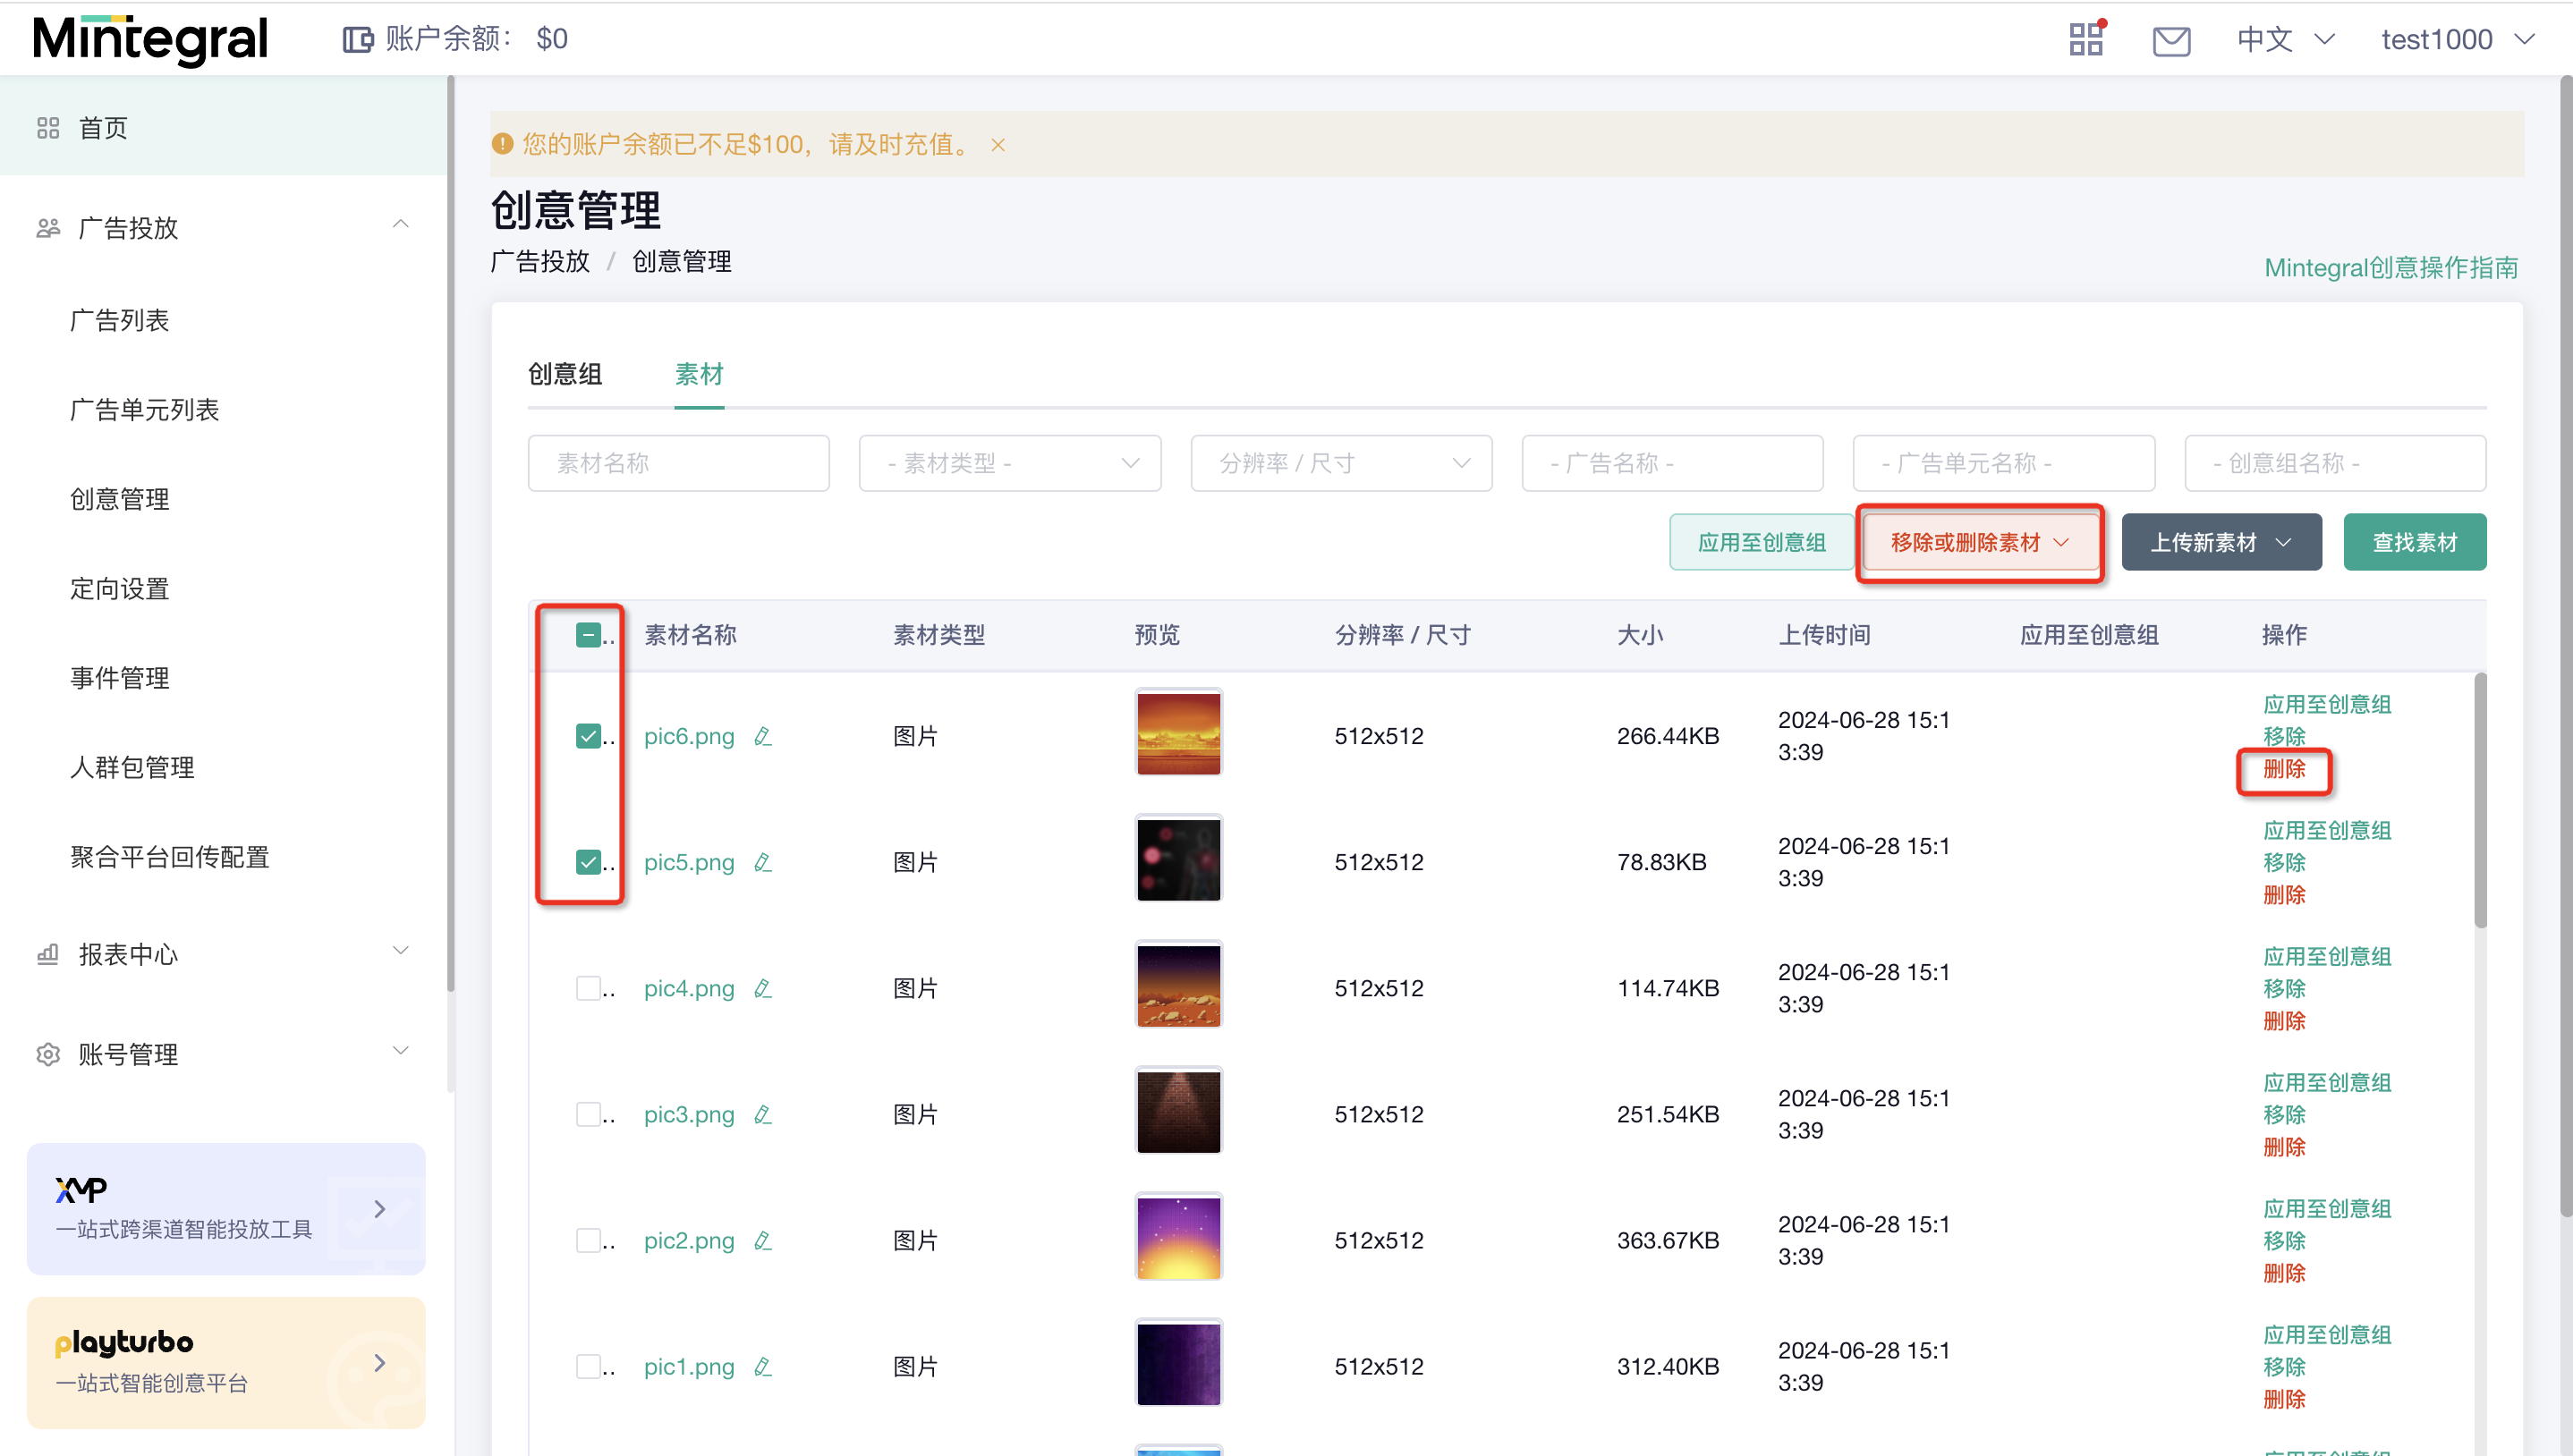 Mintegral
账户余额： $0
中文
test1000
首页
广告投放
广告列表
广告单元列表
创意管理
定向设置
事件管理
人群包管理
聚合平台回传配置
报表中心
账号管理
XMP
一站式跨渠道智能投放工具
playturbo
一站式智能创意平台
您的账户余额已不足$100，请及时充值。
创意管理
广告投放 / 创意管理
Mintegral创意操作指南
创意组 素材
素材名称 - 素材类型 - 分辨率 / 尺寸 - 广告名称 - - 广告单元名称 - - 创意组名称 -
应用至创意组 移除或删除素材 上传新素材 查找素材
.. 素材名称 素材类型 预览 分辨率 / 尺寸 大小 上传时间 应用至创意组 操作
.. pic6.png 图片 512x512 266.44KB 2024-06-28 15:1
3:39
应用至创意组
移除
删除
.. pic5.png 图片 512x512 78.83KB 2024-06-28 15:1
3:39
应用至创意组
移除
删除
.. pic4.png 图片 512x512 114.74KB 2024-06-28 15:1
3:39
应用至创意组
移除
删除
.. pic3.png 图片 512x512 251.54KB 2024-06-28 15:1
3:39
应用至创意组
移除
删除
.. pic2.png 图片 512x512 363.67KB 2024-06-28 15:1
3:39
应用至创意组
移除
删除
.. pic1.png 图片 512x512 312.40KB 2024-06-28 15:1
3:39
应用至创意组
移除
删除